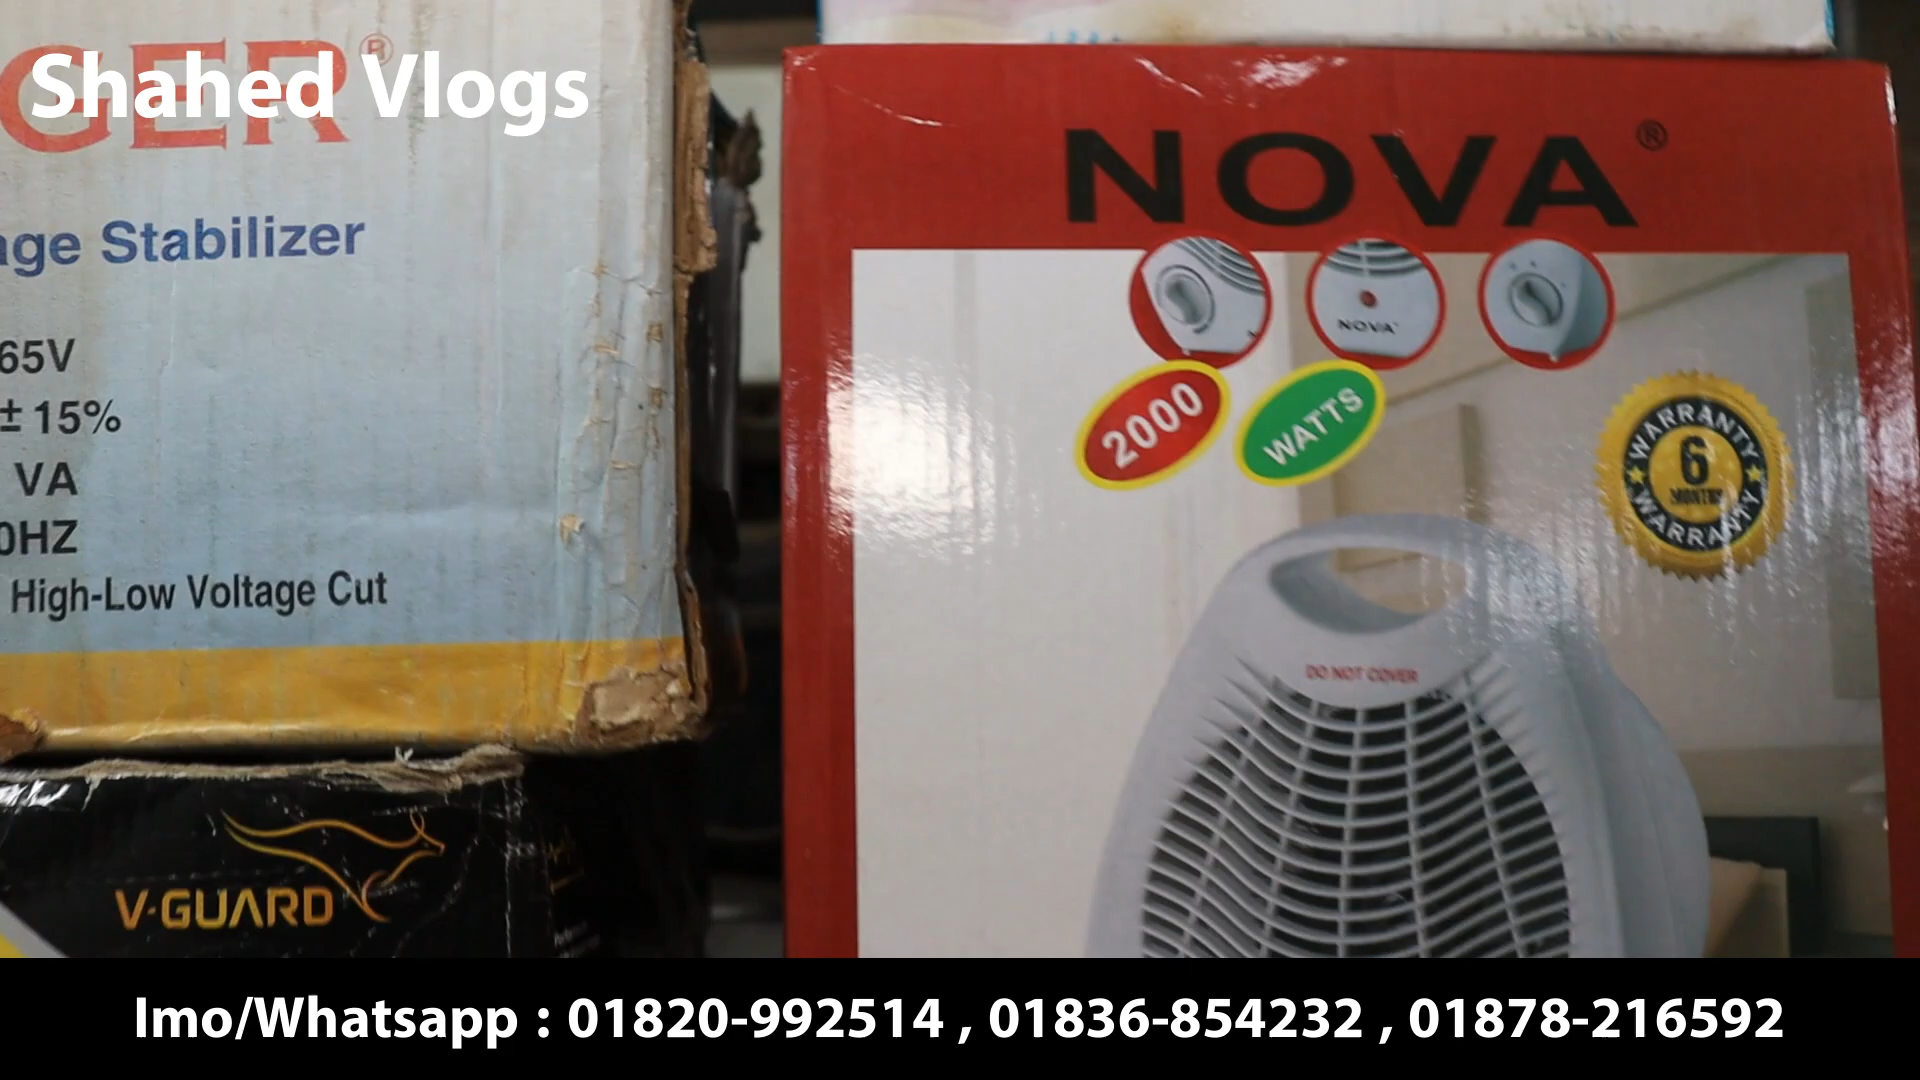 Shahed Vlogs
GER®
age Stabilizer
65V
± 15%
VA
0HZ
High-Low Voltage Cut
V-GUARD
NOVA®
NOVA
2000
WATTS
WARRANTY
6
MONTHS
WARRANTY
DO NOT COVER
Imo/Whatsapp : 01820-992514 , 01836-854232 , 01878-216592